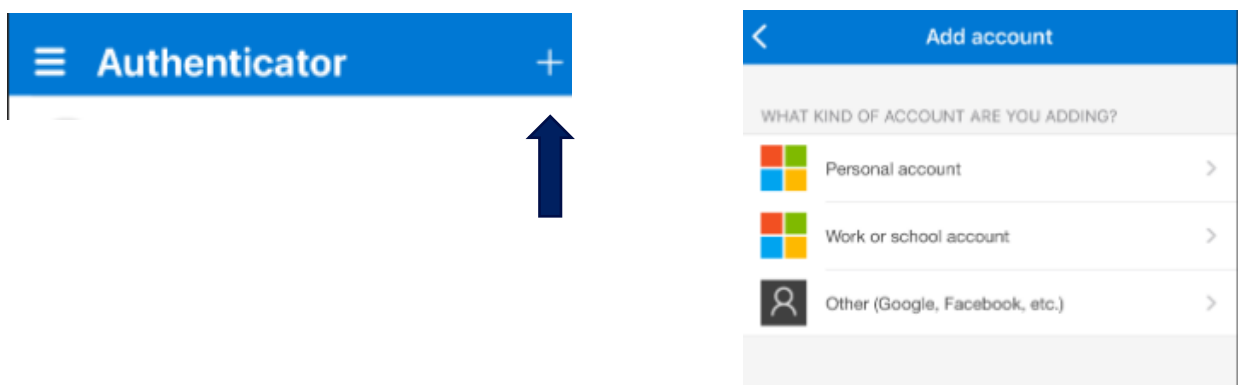 Authenticator
Add account
WHAT KIND OF ACCOUNT ARE YOU ADDING?
Personal account
Work or school account
Other (Google, Facebook, etc.)